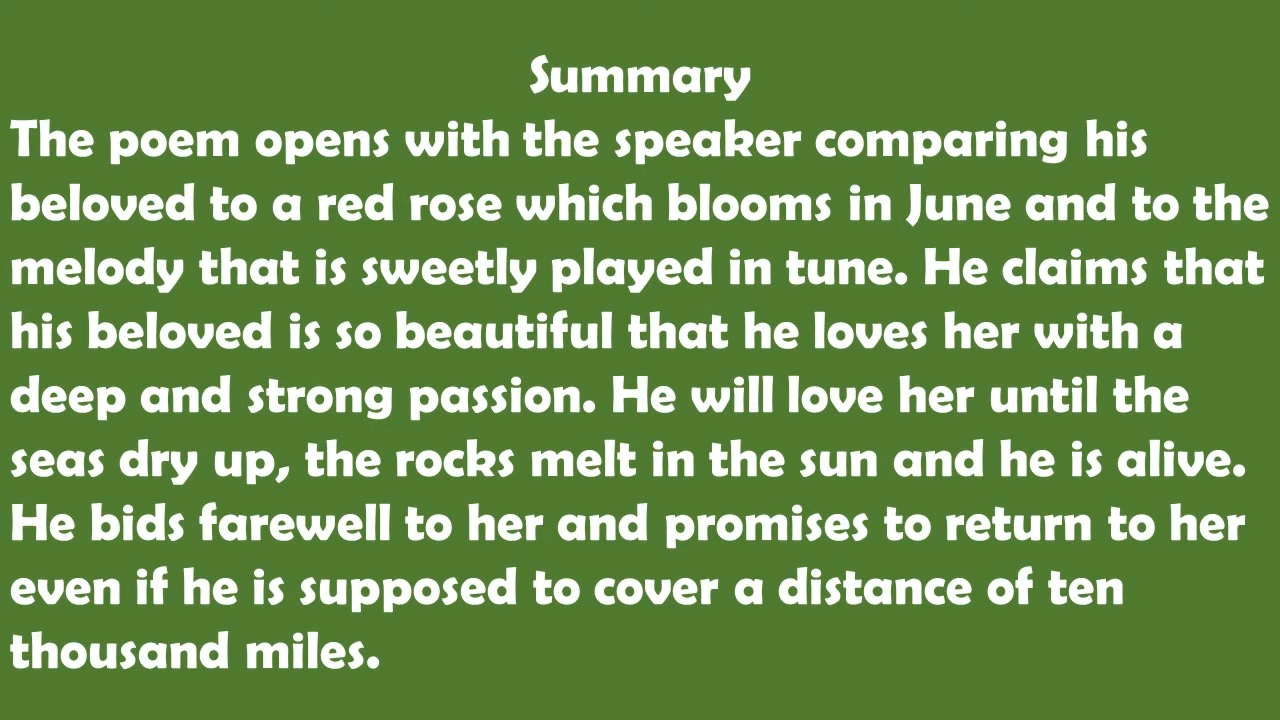 Summary
The poem opens with the speaker comparing his
beloved to a red rose which blooms in June and to the
melody that is sweetly played in tune. He claims that
his beloved is so beautiful that he loves her with a
deep and strong passion. He will love her until the
seas dry up, the rocks melt in the sun and he is alive.
He bids farewell to her and promises to return to her
even if he is supposed to cover a distance of ten
thousand miles.